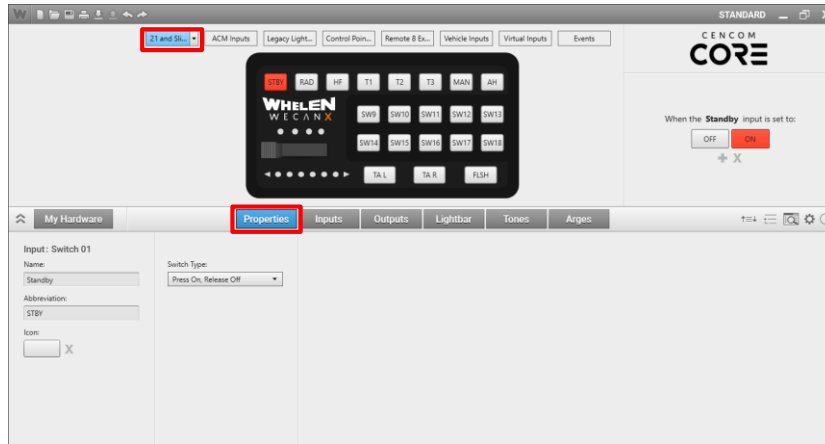 STANDARD
21 and Sli...
ACM Inputs
Legacy Light...
Control Poin...
Remote 8 Ex...
Vehicle Inputs
Virtual Inputs
Events
CENCOM
CORE
STBY
RAD
HF
T1
T2
T3
MAN
AH
WHELEN
WECANX
SW9
SW10
SW11
SW12
SW13
SW14
SW15
SW16
SW17
SW18
TA L
TA R
FLSH
When the Standby input is set to:
OFF
ON
My Hardware
Properties
Inputs
Outputs
Lightbar
Tones
Arges
Input: Switch 01
Name:
Standby
Abbreviation:
STBY
Icon:
X
Switch Type:
Press On, Release Off